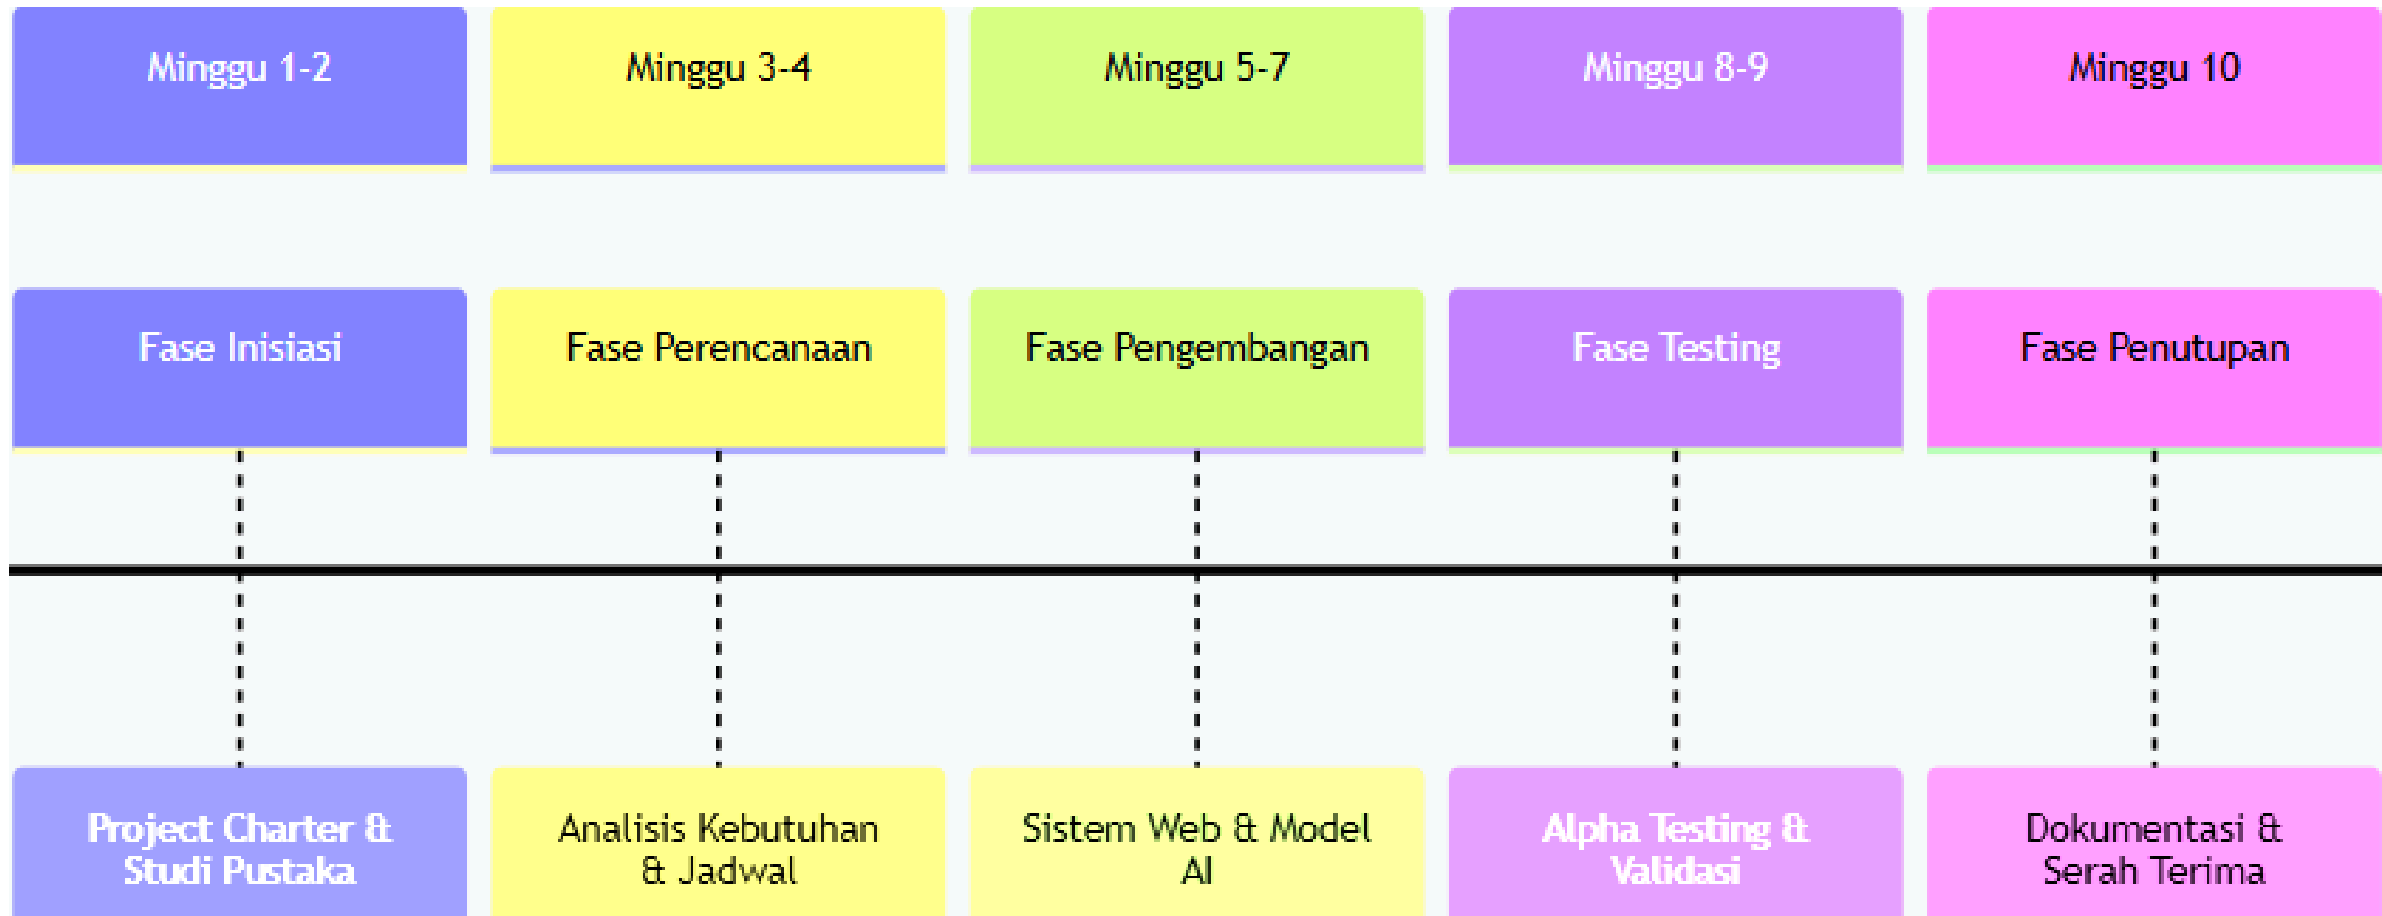 Minggu 1-2
Minggu 3-4
Minggu 5-7
Minggu 8-9
Minggu 10
Fase Inisiasi
Fase Perencanaan
Fase Pengembangan
Fase Testing
Fase Penutupan
Project Charter &
Studi Pustaka
Analisis Kebutuhan
& Jadwal
Sistem Web & Model
AI
Alpha Testing &
Validasi
Dokumentasi &
Serah Terima